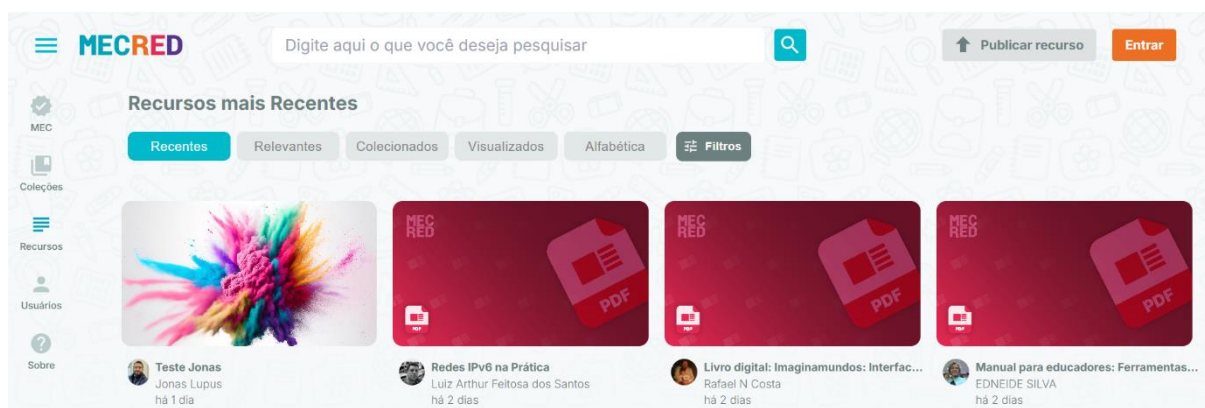 MECRED
Digite aqui o que você deseja pesquisar
Publicar recurso
Entrar
MEC
Coleções
Recursos
Usuários
Sobre
Recursos mais Recentes
Recentes
Relevantes
Colecionados
Visualizados
Alfabética
Filtros
Teste Jonas
Jonas Lupus
há 1 dia
MEC
RED
PDF
PDF
Redes IPv6 na Prática
Luiz Arthur Feitosa dos Santos
há 2 dias
MEC
RED
PDF
PDF
Livro digital: Imaginamundos: Interfac...
Rafael N Costa
há 2 dias
MEC
RED
PDF
PDF
Manual para educadores: Ferramentas...
EDNEIDE SILVA
há 2 dias